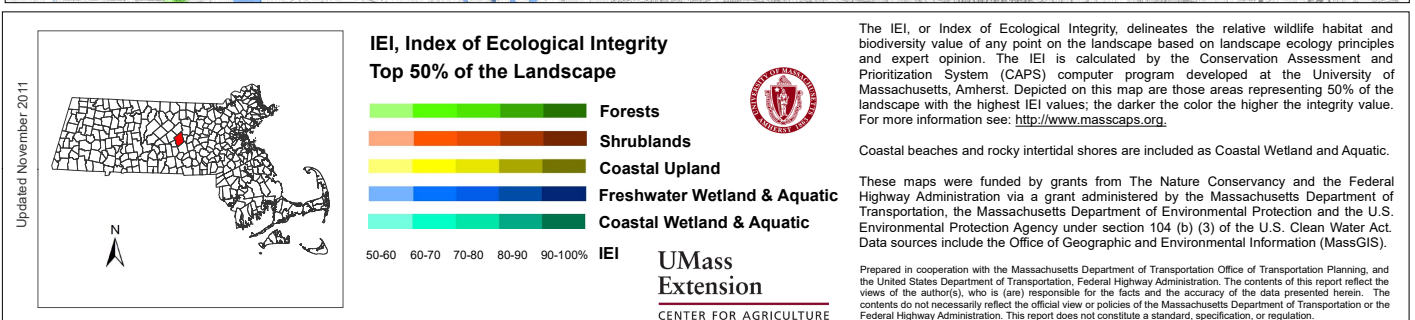 Updated November 2011
N
IEI, Index of Ecological Integrity
Top 50% of the Landscape
UNIVERSITY OF MASSACHUSETTS
AMHERST 1863
Forests
Shrublands
Coastal Upland
Freshwater Wetland & Aquatic
Coastal Wetland & Aquatic
50-60 60-70 70-80 80-90 90-100% IEI
UMass
Extension
CENTER FOR AGRICULTURE
The IEI, or Index of Ecological Integrity, delineates the relative wildlife habitat and
biodiversity value of any point on the landscape based on landscape ecology principles
and expert opinion. The IEI is calculated by the Conservation Assessment and
Prioritization System (CAPS) computer program developed at the University of
Massachusetts, Amherst. Depicted on this map are those areas representing 50% of the
landscape with the highest IEI values; the darker the color the higher the integrity value.
For more information see: http://www.masscaps.org.
Coastal beaches and rocky intertidal shores are included as Coastal Wetland and Aquatic.
These maps were funded by grants from The Nature Conservancy and the Federal
Highway Administration via a grant administered by the Massachusetts Department of
Transportation, the Massachusetts Department of Environmental Protection and the U.S.
Environmental Protection Agency under section 104 (b) (3) of the U.S. Clean Water Act.
Data sources include the Office of Geographic and Environmental Information (MassGIS).
Prepared in cooperation with the Massachusetts Department of Transportation Office of Transportation Planning, and
the United States Department of Transportation, Federal Highway Administration. The contents of this report reflect the
views of the author(s), who is (are) responsible for the facts and the accuracy of the data presented herein. The
contents do not necessarily reflect the official view or policies of the Massachusetts Department of Transportation or the
Federal Highway Administration. This report does not constitute a standard, specification, or regulation.